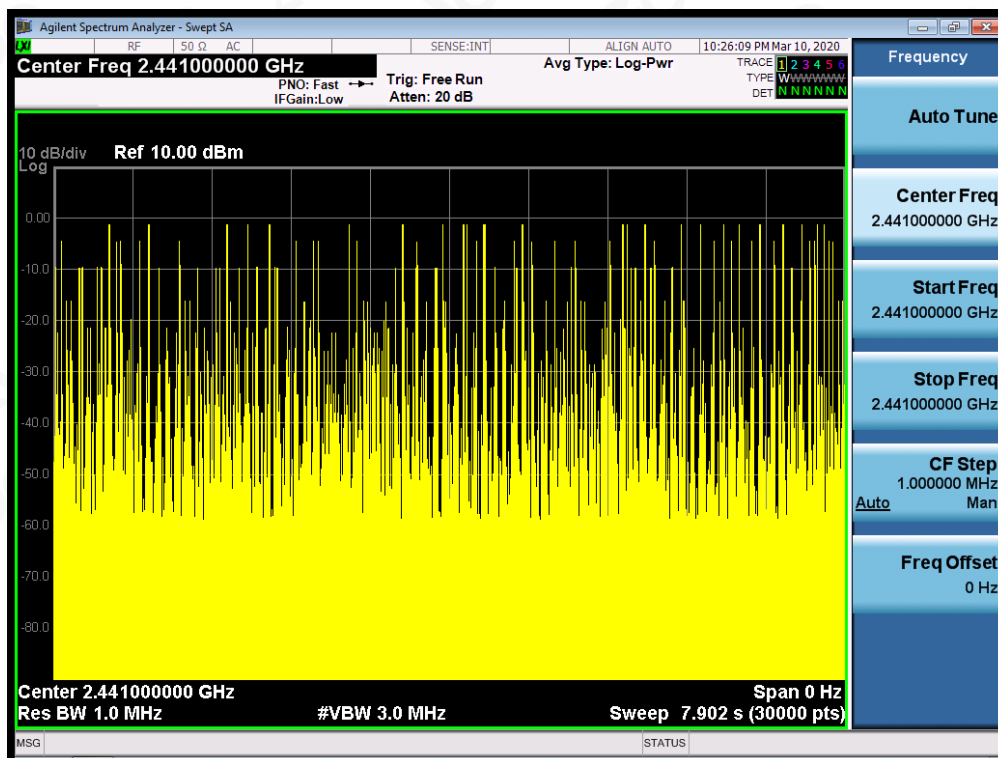 Agilent Spectrum Analyzer - Swept SA
LXI RF 50 Ω AC SENSE:INT ALIGN AUTO 10:26:09 PM Mar 10, 2020
Center Freq 2.441000000 GHz
PNO: Fast
IFGain:Low
Trig: Free Run
Atten: 20 dB
Avg Type: Log-Pwr
TRACE 1 2 3 4 5 6
TYPE WWWWWW
DET N N N N N N
10 dB/div Ref 10.00 dBm
Log
0.00
-10.0
-20.0
-30.0
-40.0
-50.0
-60.0
-70.0
-80.0
Center 2.441000000 GHz Span 0 Hz
Res BW 1.0 MHz #VBW 3.0 MHz Sweep 7.902 s (30000 pts)
MSG STATUS
Frequency
Auto Tune
Center Freq
2.441000000 GHz
Start Freq
2.441000000 GHz
Stop Freq
2.441000000 GHz
CF Step
1.000000 MHz
Auto Man
Freq Offset
0 Hz